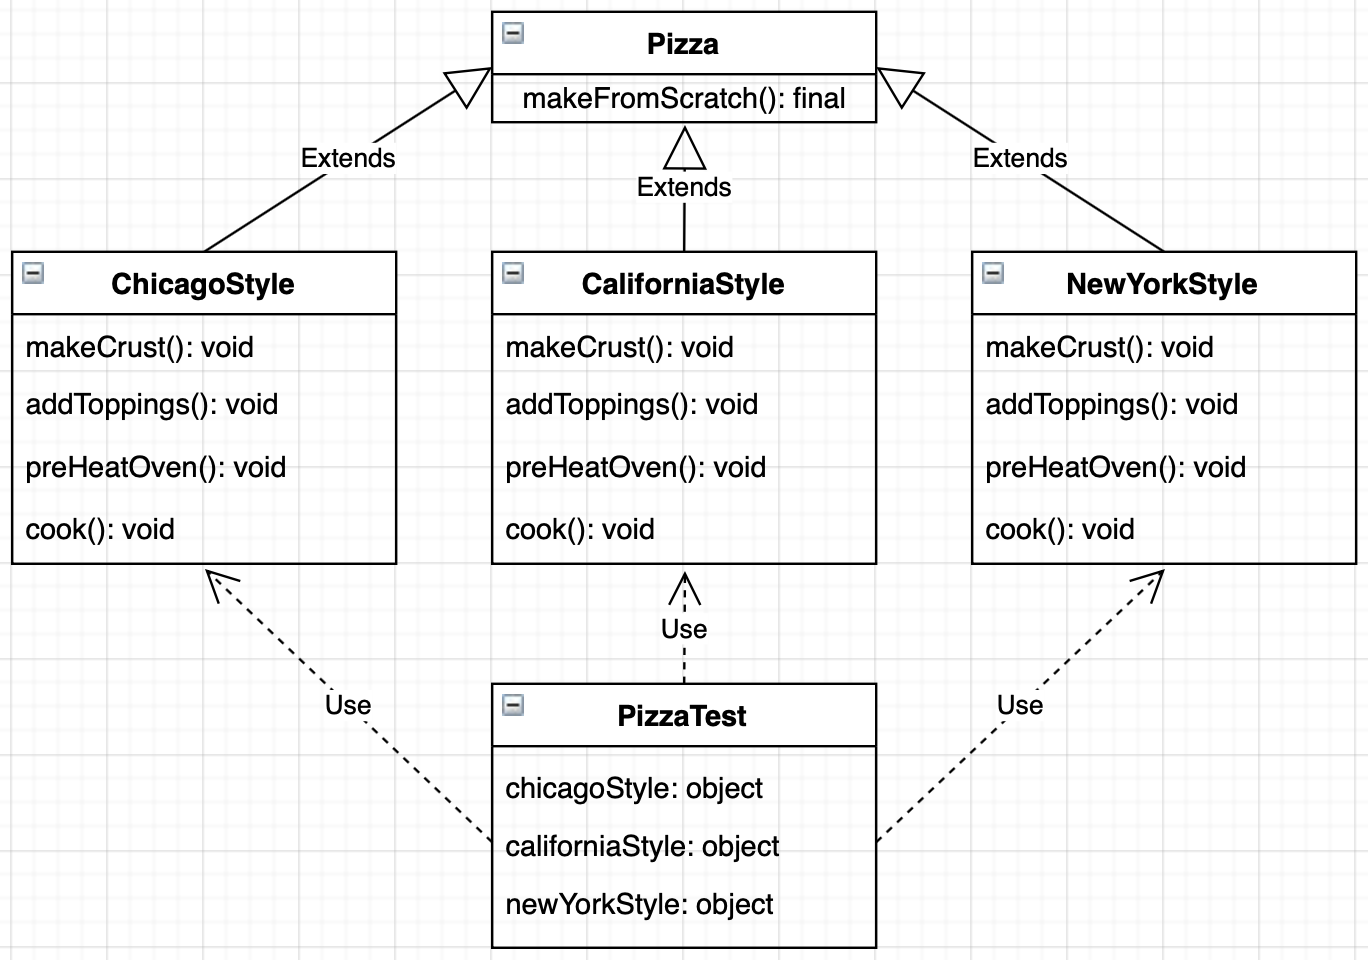 Pizza
makeFromScratch(): final
Extends
Extends
Extends
ChicagoStyle
makeCrust(): void
addToppings(): void
preHeatOven(): void
cook(): void
CaliforniaStyle
makeCrust(): void
addToppings(): void
preHeatOven(): void
cook(): void
NewYorkStyle
makeCrust(): void
addToppings(): void
preHeatOven(): void
cook(): void
Use
Use
Use
PizzaTest
chicagoStyle: object
californiaStyle: object
newYorkStyle: object